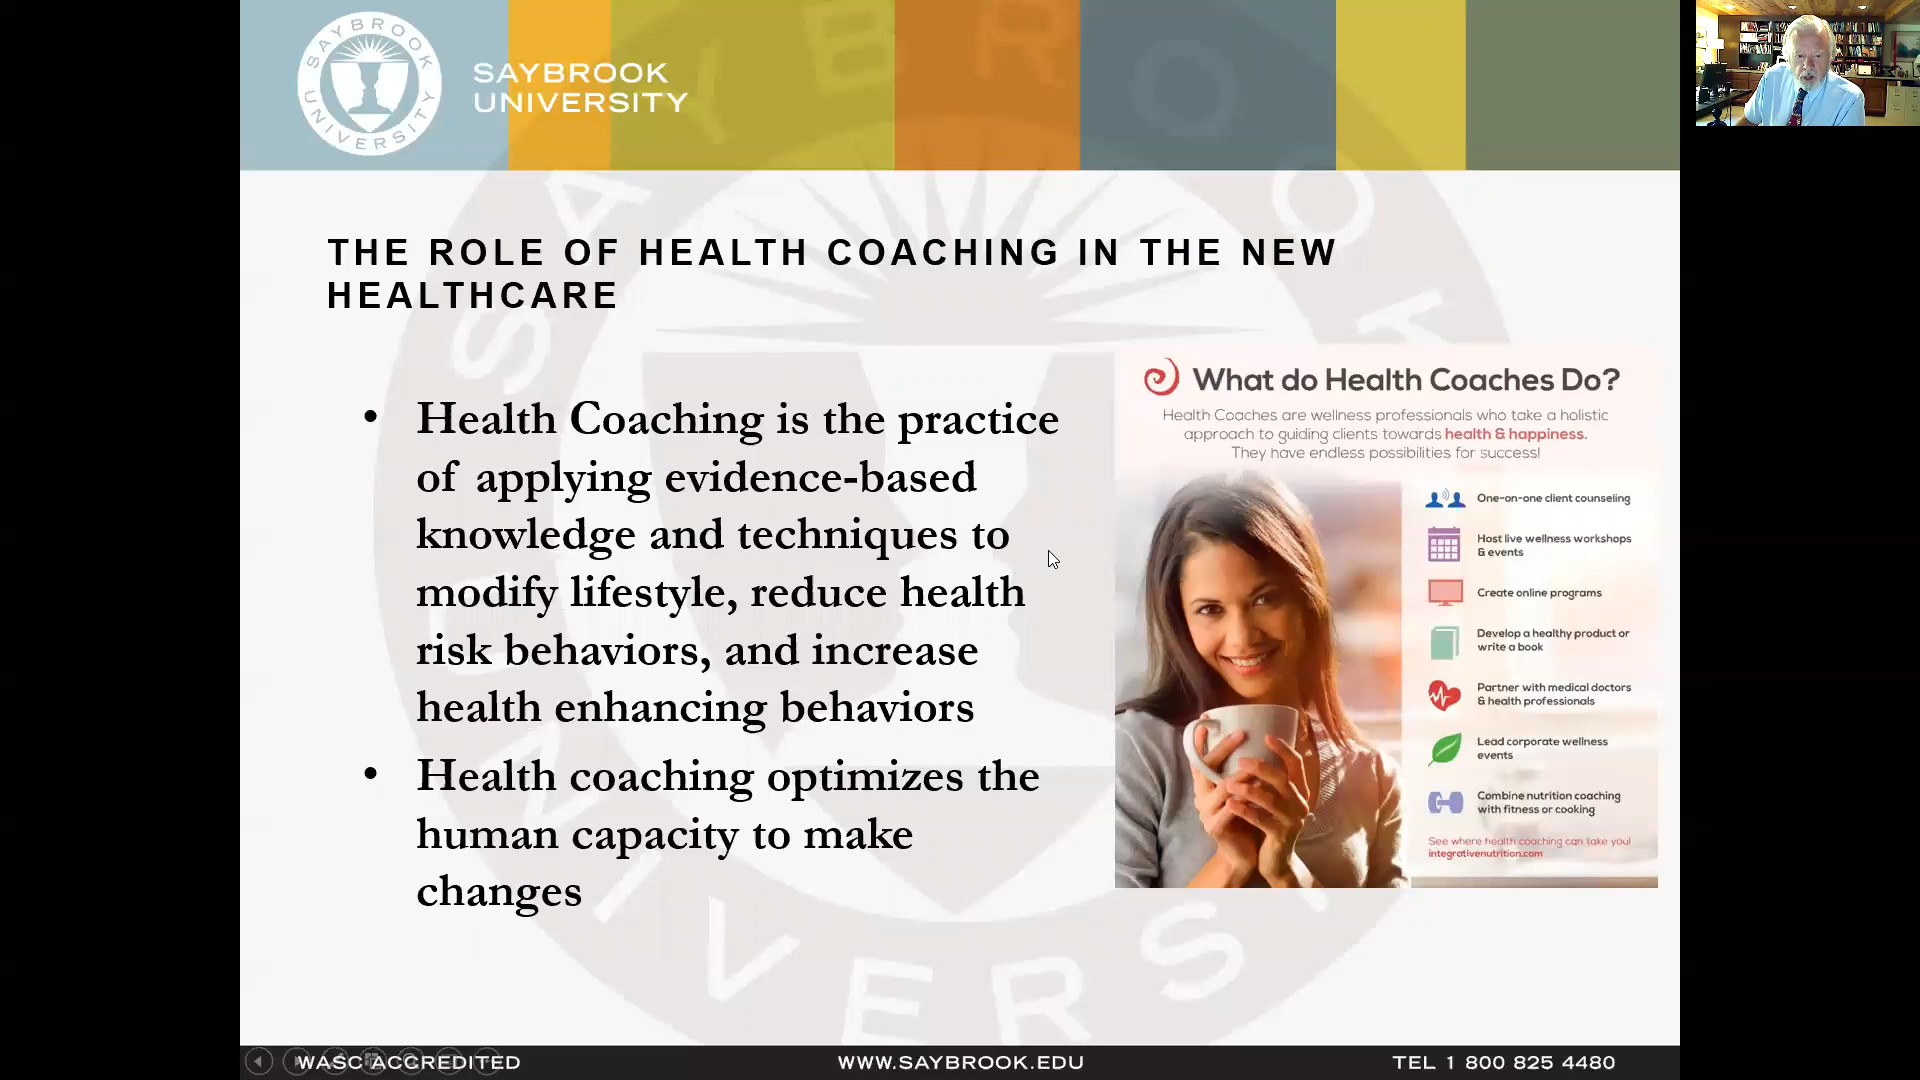 SAYBROOK
UNIVERSITY
SAYBROOK
UNIVERSITY
THE ROLE OF HEALTH COACHING IN THE NEW
HEALTHCARE
• Health Coaching is the practice
of applying evidence-based
knowledge and techniques to
modify lifestyle, reduce health
risk behaviors, and increase
health enhancing behaviors
• Health coaching optimizes the
human capacity to make
changes
What do Health Coaches Do?
Health Coaches are wellness professionals who take a holistic
approach to guiding clients towards health & happiness.
They have endless possibilities for success!
One-on-one client counseling
Host live wellness workshops
& events
Create online programs
Develop a healthy product or
write a book
Partner with medical doctors
& health professionals
Lead corporate wellness
events
Combine nutrition coaching
with fitness or cooking
See where health coaching can take you!
integrativenutrition.com
SAYBROOK
UNIVERSITY
WASC ACCREDITED
WWW.SAYBROOK.EDU
TEL 1 800 825 4480